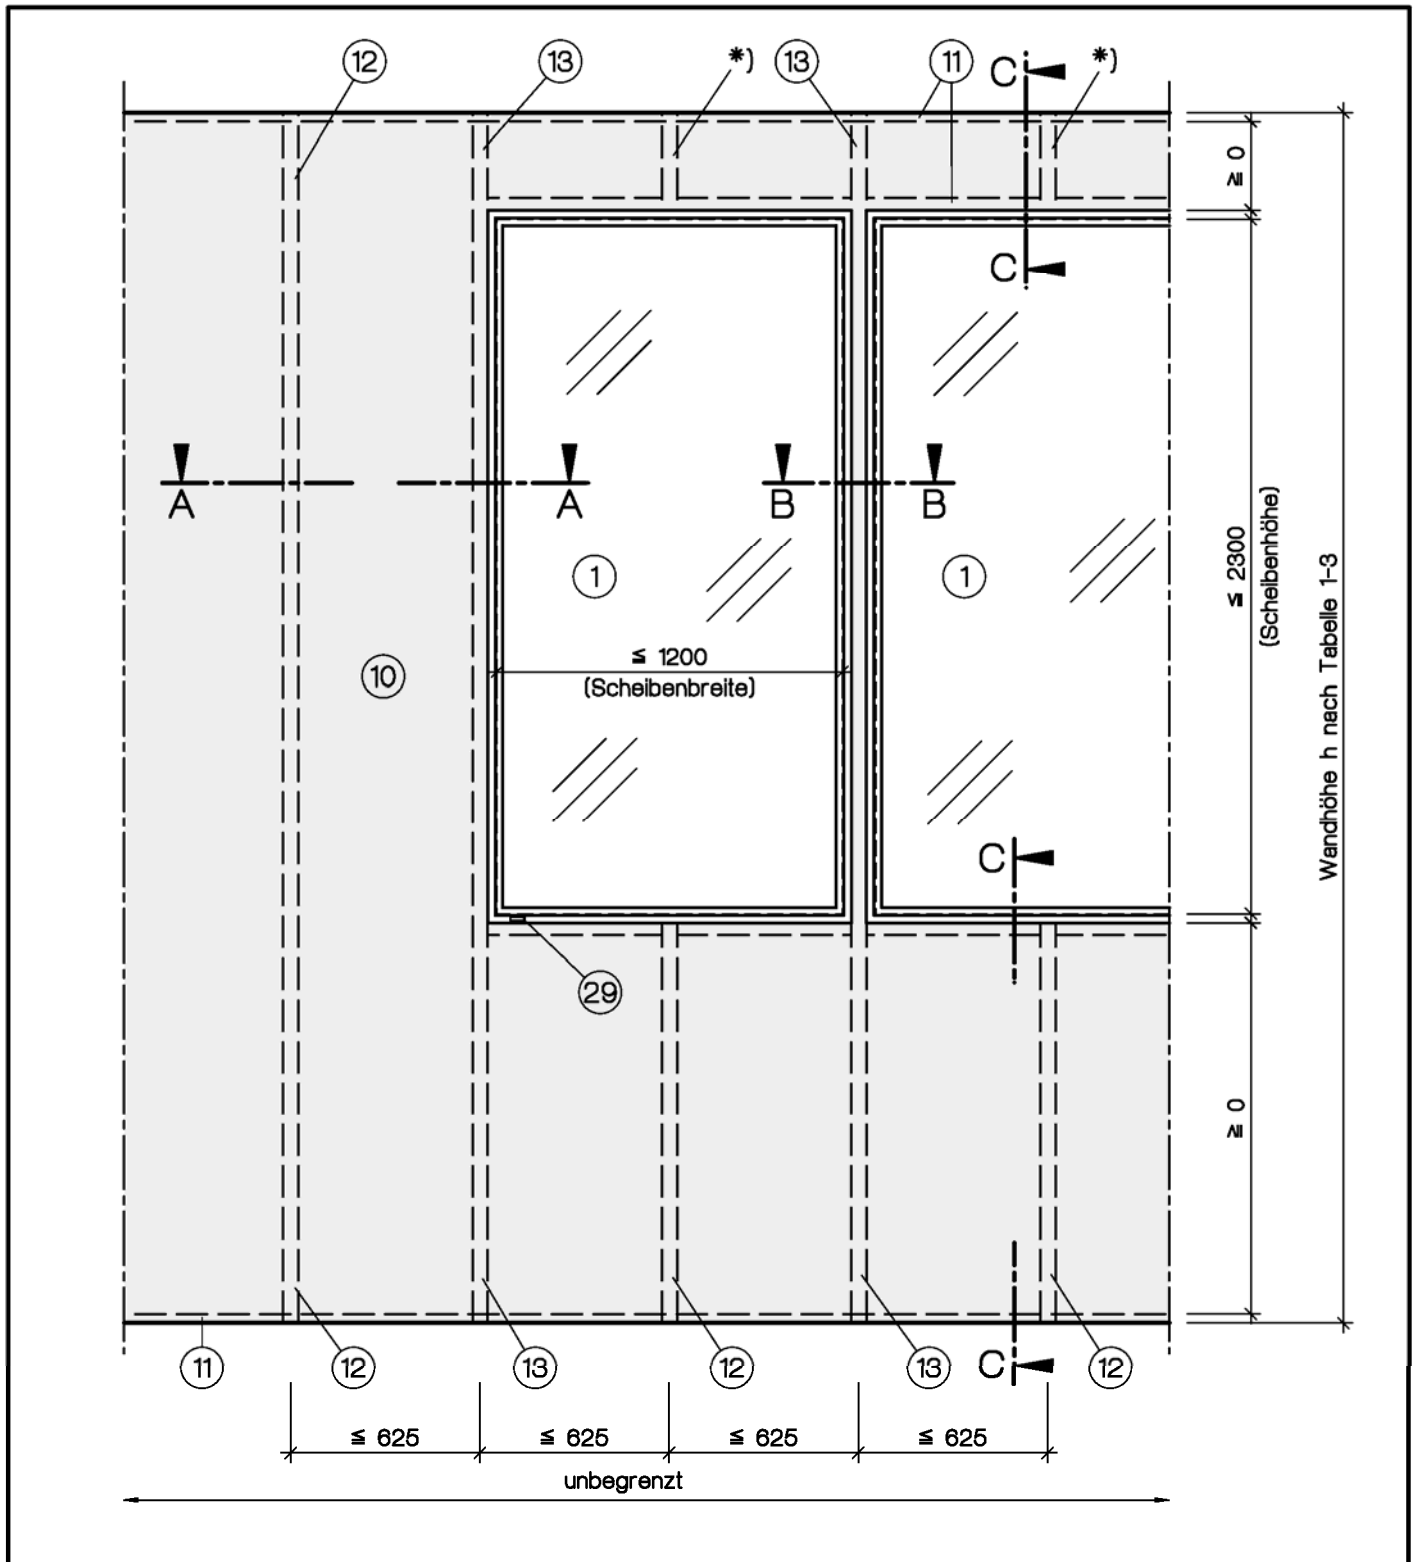 12
13
*)
13
11
C
*)
≧ 0
C
A
A
B
B
1
1
≦ 2300
(Scheibenhöhe)
Wandhöhe h nach Tabelle 1-3
≦ 1200
(Scheibenbreite)
10
C
29
≧ 0
11
12
13
12
13
C
12
≦ 625
≦ 625
≦ 625
≦ 625
unbegrenzt